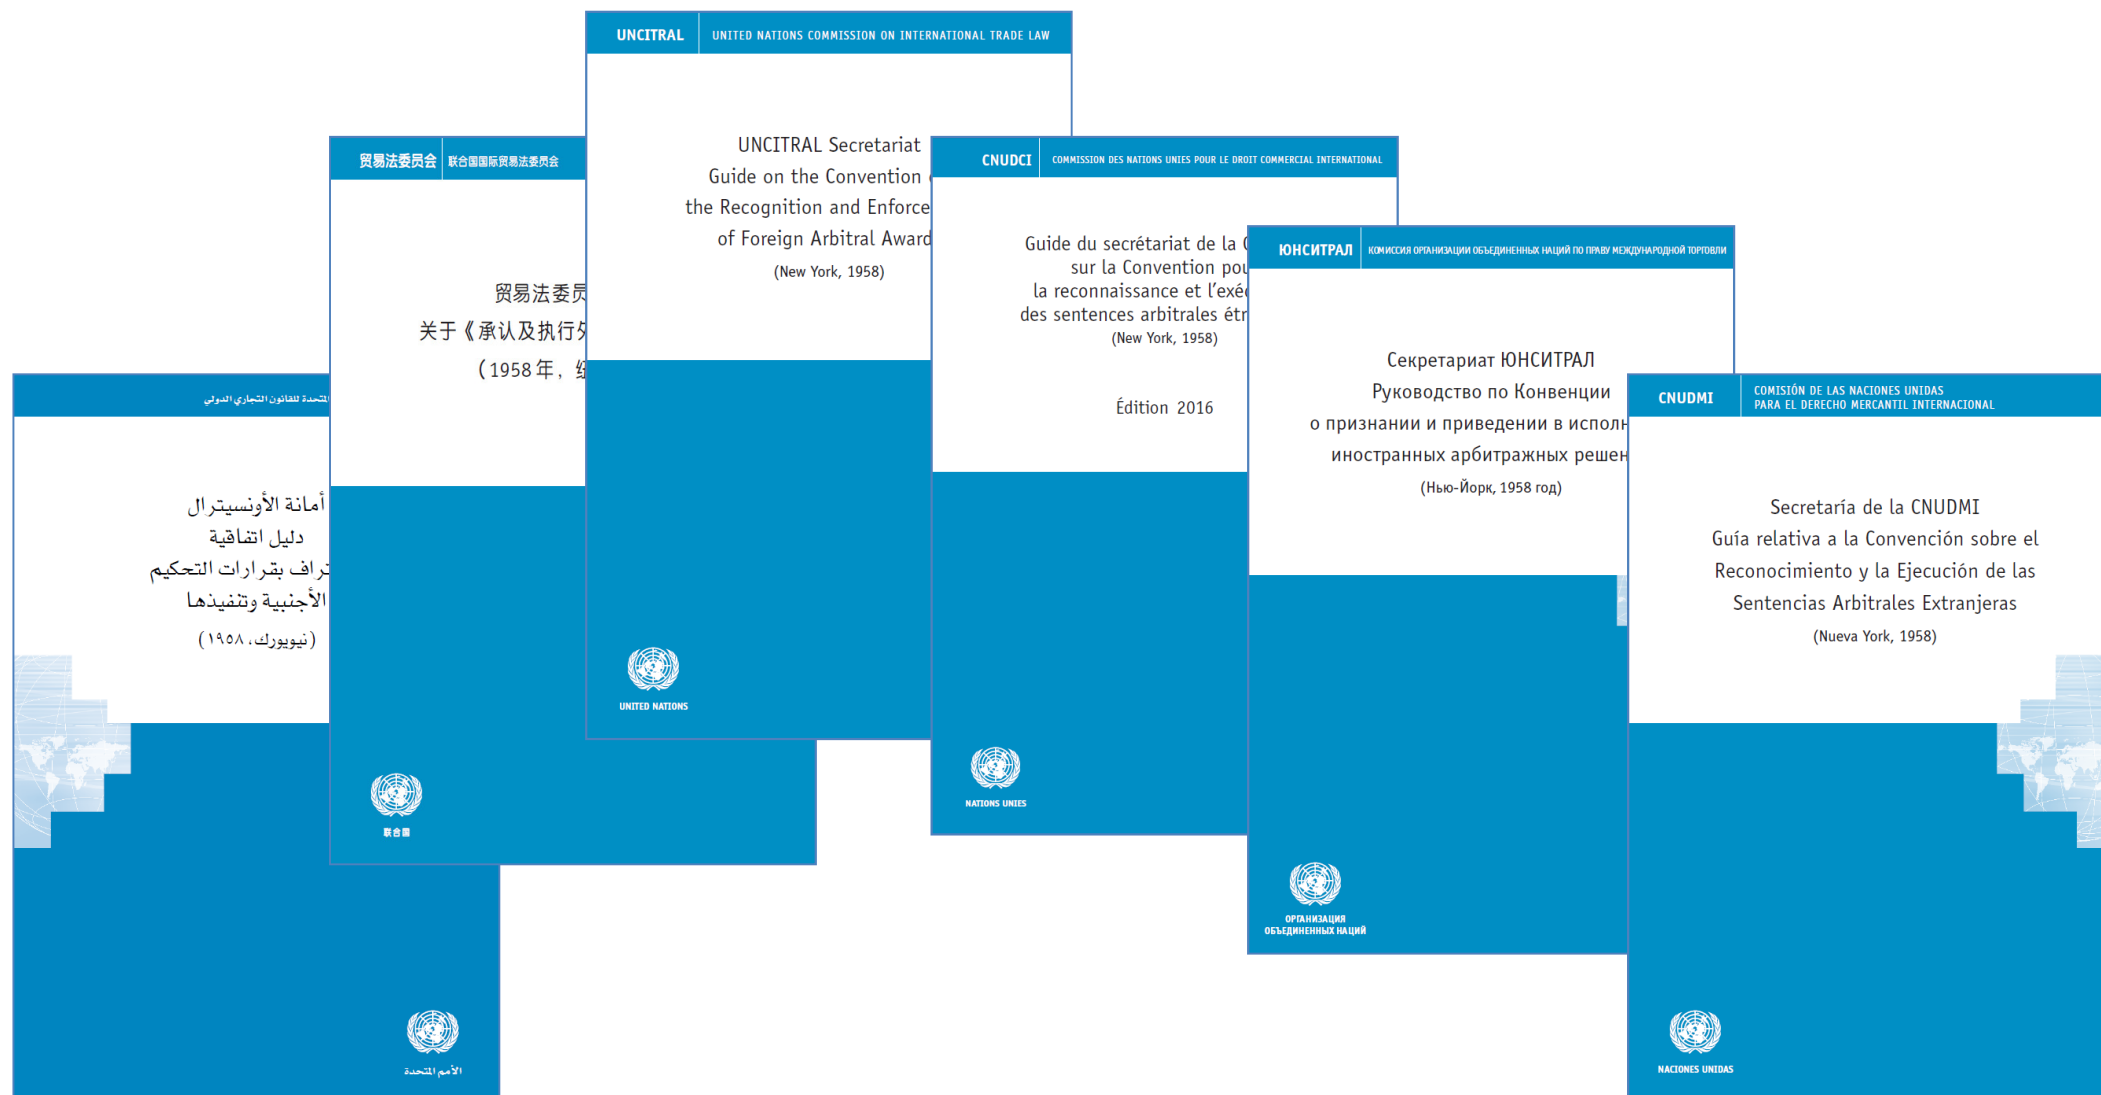 المتحدة للقانون التجاري الدولي
أمانة الأونسيترال
دليل اتفاقية
بقرارات التحكيم
الأجنبية وتنفيذها
(نيويورك، ١٩٥٨)
الأمم المتحدة
贸易法委员会 联合国国际贸易法委员会
贸易法委员
关于《承认及执行外
(1958年,
联合国
UNCITRAL UNITED NATIONS COMMISSION ON INTERNATIONAL TRADE LAW
UNCITRAL Secretariat
Guide on the Convention
the Recognition and Enforce
of Foreign Arbitral Award
(New York, 1958)
UNITED NATIONS
CNUDCI COMMISSION DES NATIONS UNIES POUR LE DROIT COMMERCIAL INTERNATIONAL
Guide du secrétariat de la
sur la Convention pou
la reconnaissance et l'exé
des sentences arbitrales étr
(New York, 1958)
Édition 2016
NATIONS UNIES
ЮНСИТРАЛ КОМИССИЯ ОРГАНИЗАЦИИ ОБЪЕДИНЕННЫХ НАЦИЙ ПО ПРАВУ МЕЖДУНАРОДНОЙ ТОРГОВЛИ
Секретариат ЮНСИТРАЛ
Руководство по Конвенции
о признании и приведении в исполн
иностранных арбитражных решен
(Нью-Йорк, 1958 год)
ОРГАНИЗАЦИЯ
ОБЪЕДИНЕННЫХ НАЦИЙ
CNUDMI COMISIÓN DE LAS NACIONES UNIDAS
PARA EL DERECHO MERCANTIL INTERNACIONAL
Secretaría de la CNUDMI
Guía relativa a la Convención sobre el
Reconocimiento y la Ejecución de las
Sentencias Arbitrales Extranjeras
(Nueva York, 1958)
NACIONES UNIDAS